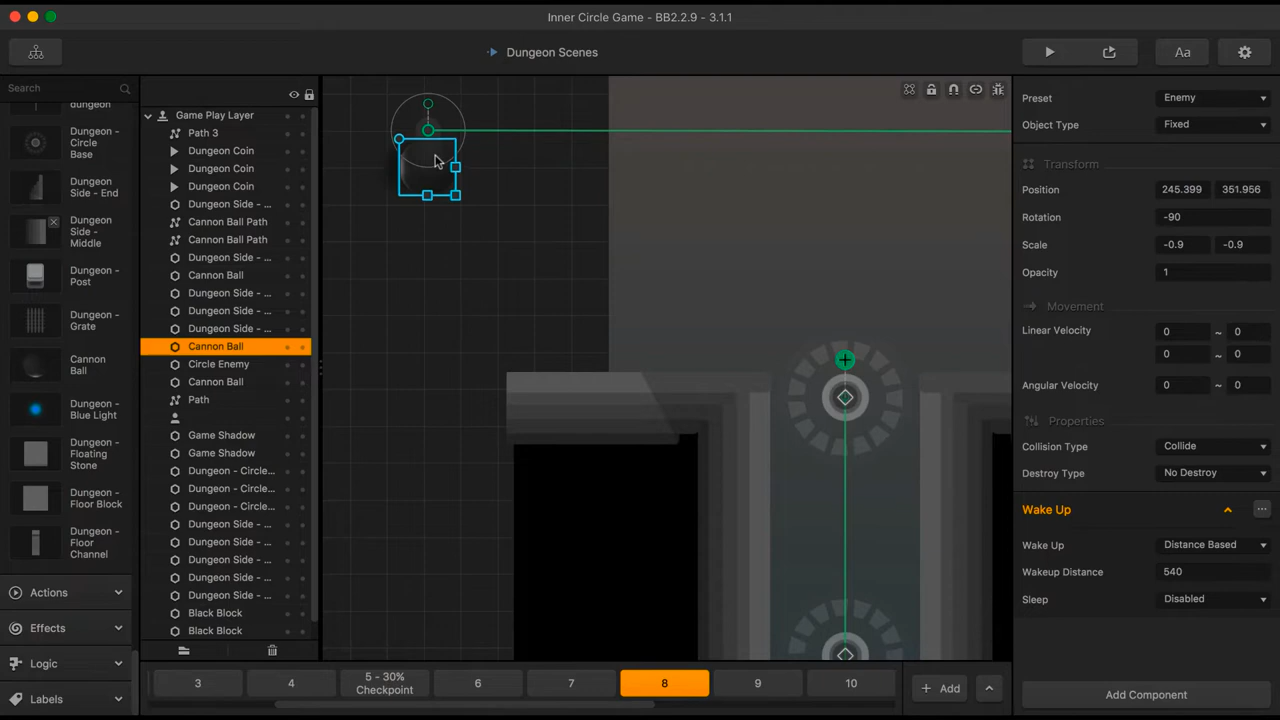 Inner Circle Game - BB2.2.9 - 3.1.1
Dungeon Scenes
Aa
Search
dungeon
Dungeon -
Circle
Base
Dungeon
Side - End
Dungeon
Side -
Middle
Dungeon -
Post
Dungeon -
Grate
Cannon
Ball
Dungeon -
Blue Light
Dungeon -
Floating
Stone
Dungeon -
Floor Block
Dungeon -
Floor
Channel
Actions
Effects
Logic
Labels
Game Play Layer
Path 3
Dungeon Coin
Dungeon Coin
Dungeon Coin
Dungeon Side - ...
Cannon Ball Path
Cannon Ball Path
Dungeon Side - ...
Cannon Ball
Dungeon Side - ...
Dungeon Side - ...
Dungeon Side - ...
Cannon Ball
Circle Enemy
Cannon Ball
Path
Game Shadow
Game Shadow
Dungeon - Circle...
Dungeon - Circle...
Dungeon - Circle...
Dungeon Side - ...
Dungeon Side - ...
Dungeon Side - ...
Dungeon Side - ...
Dungeon Side - ...
Black Block
Black Block
3
4
5 - 30%
Checkpoint
6
7
8
9
10
+ Add
Preset Enemy
Object Type Fixed
Transform
Position 245.399 351.956
Rotation -90
Scale -0.9 -0.9
Opacity 1
Movement
Linear Velocity 0 ~ 0
0 ~ 0
Angular Velocity 0 ~ 0
Properties
Collision Type Collide
Destroy Type No Destroy
Wake Up
Wake Up Distance Based
Wakeup Distance 540
Sleep Disabled
Add Component